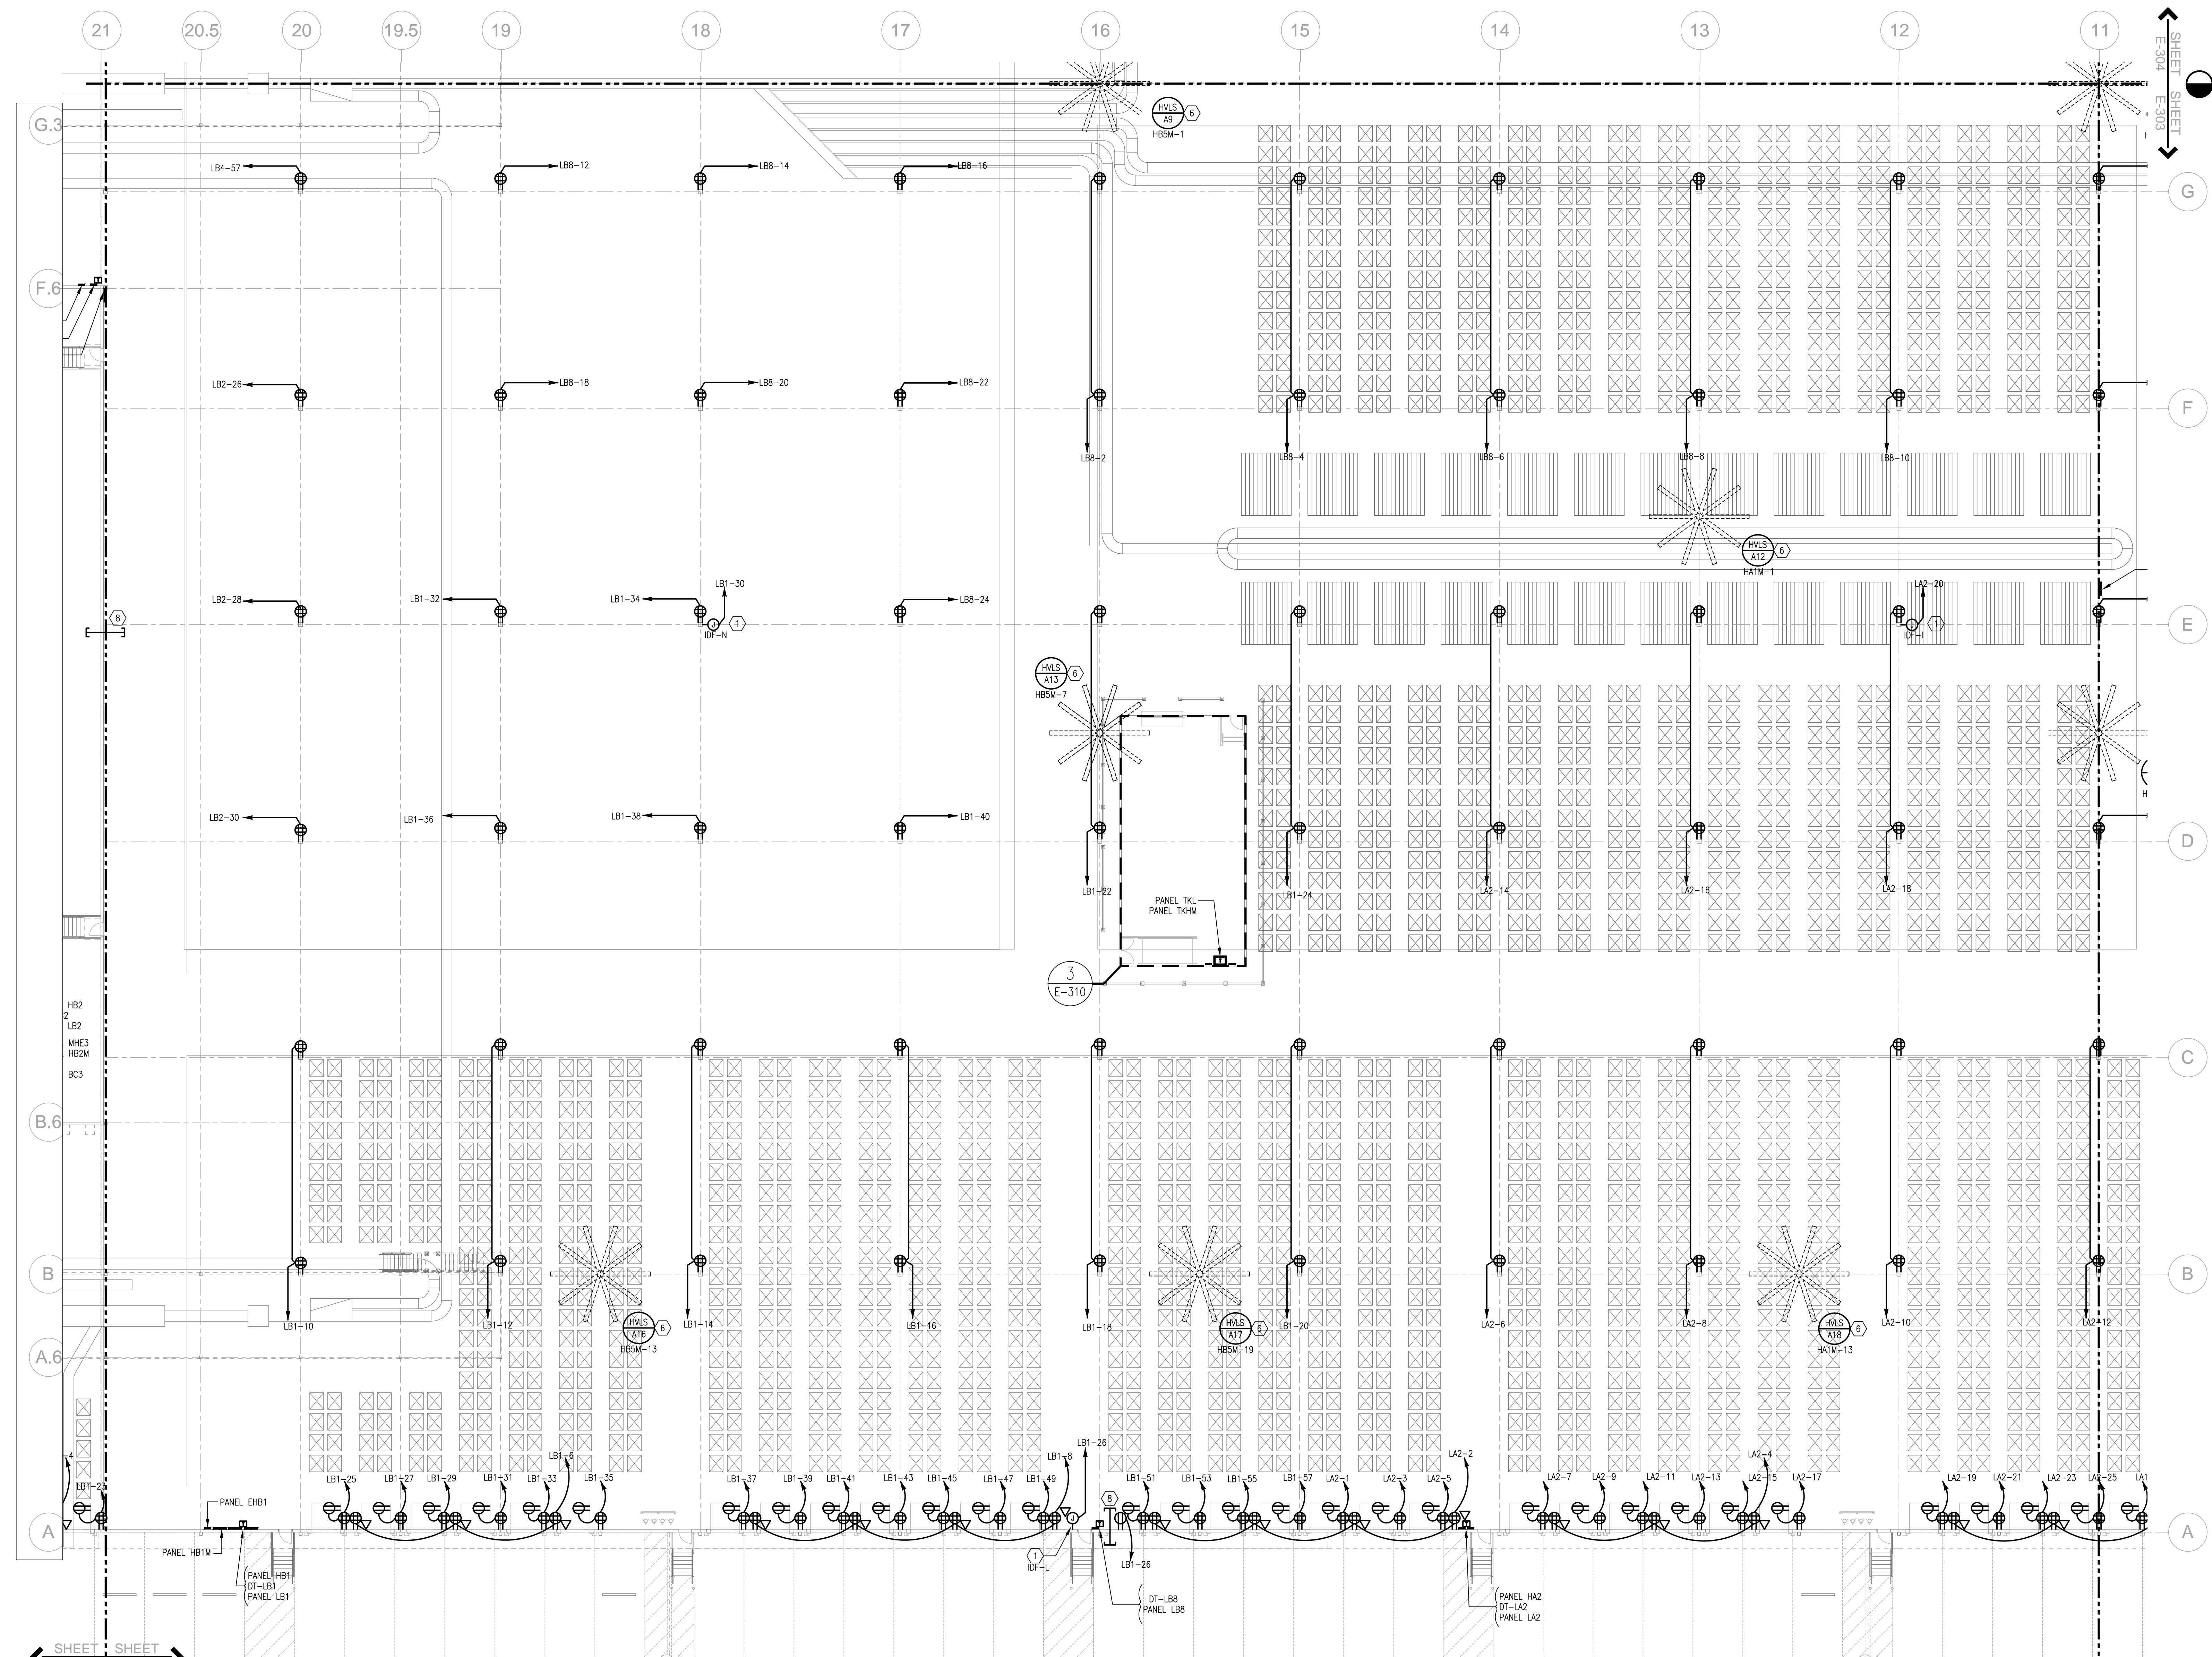 21 20.5 20 19.5 19 18 17 16 15 14 13 12 11
SHEET E-304
SHEET E-303
HVLS
A9
6
HB5M-1
G.3
LB4-57
LB8-12
LB8-14
LB8-16
G
F.6
LB2-26
LB8-18
LB8-20
LB8-22
F
LB8-2
LB8-4
LB8-6
LB8-8
LB8-10
HVLS
A12
6
HA1M-1
LB2-28
LB1-32
LB1-34
LB1-30
LB8-24
LA2-20
8
J
1
IDF-N
J
1
IDF-I
E
HVLS
A13
6
HB5M-7
H
LB2-30
LB1-36
LB1-38
LB1-40
D
LB1-22
LB1-24
LA2-14
LA2-16
LA2-18
PANEL TKL
PANEL TKHM
T
3
E-310
HB2
2
LB2
MHE3
HB2M
BC3
C
B.6
B
B
LB1-10
LB1-12
LB1-14
LB1-16
LB1-18
LB1-20
LA2-6
LA2-8
LA2-10
LA2-12
HVLS
A16
6
HB5M-13
HVLS
A17
6
HB5M-19
HVLS
A18
6
HA1M-13
A.6
-4
LB1-6
LB1-8
LB1-26
LA2-2
LA2-4
LB1-23
LB1-25
LB1-27
LB1-29
LB1-31
LB1-33
LB1-35
LB1-37
LB1-39
LB1-41
LB1-43
LB1-45
LB1-47
LB1-49
LB1-51
LB1-53
LB1-55
LB1-57
LA2-1
LA2-3
LA2-5
LA2-7
LA2-9
LA2-11
LA2-13
LA2-15
LA2-17
LA2-19
LA2-21
LA2-23
LA2-25
LA1
PANEL EHB1
8
J
A
A
PANEL HB1M
1
IDF-L
LB1-26
PANEL HB1
DT-LB1
PANEL LB1
DT-LB8
PANEL LB8
PANEL HA2
DT-LA2
PANEL LA2
SHEET SHEET